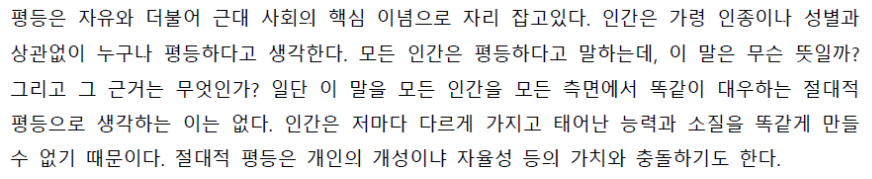 평등은 자유와 더불어 근대 사회의 핵심 이념으로 자리 잡고있다. 인간은 가령 인종이나 성별과
상관없이 누구나 평등하다고 생각한다. 모든 인간은 평등하다고 말하는데, 이 말은 무슨 뜻일까?
그리고 그 근거는 무엇인가? 일단 이 말을 모든 인간을 모든 측면에서 똑같이 대우하는 절대적
평등으로 생각하는 이는 없다. 인간은 저마다 다르게 가지고 태어난 능력과 소질을 똑같게 만들
수 없기 때문이다. 절대적 평등은 개인의 개성이냐 자율성 등의 가치와 충돌하기도 한다.